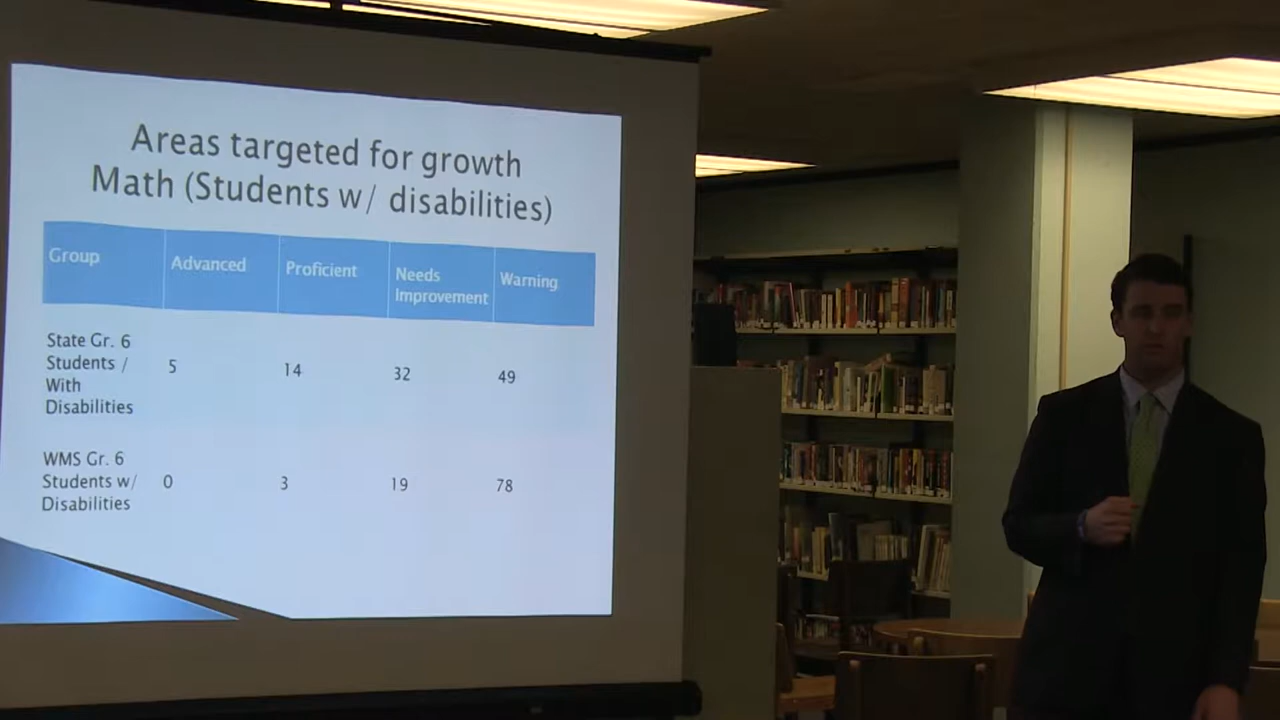 Areas targeted for growth
Math (Students w/ disabilities)
Group Advanced Proficient Needs Improvement Warning
State Gr. 6
Students /
With
Disabilities
5 14 32 49
WMS Gr. 6
Students w/
Disabilities
0 3 19 78